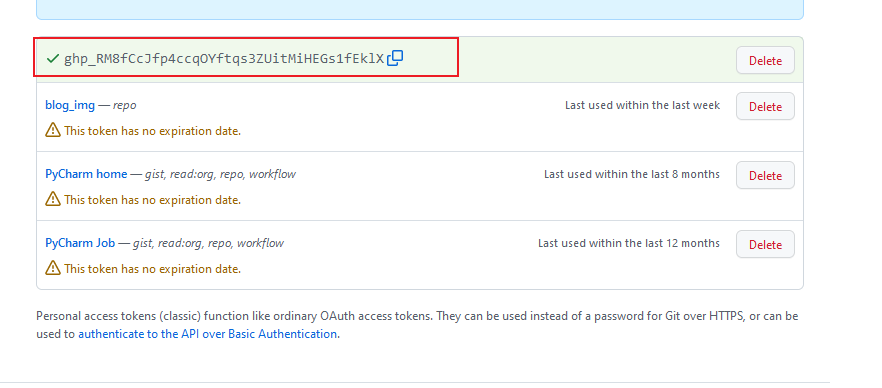 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 Delete
blog_img — repo Last used within the last week Delete
This token has no expiration date.
PyCharm home — gist, read:org, repo, workflow Last used within the last 8 months Delete
This token has no expiration date.
PyCharm Job — gist, read:org, repo, workflow Last used within the last 12 months Delete
This token has no expiration date.
Personal access tokens (classic) function like ordinary OAuth access tokens. They can be used instead of a password for Git over HTTPS, or can be
used to authenticate to the API over Basic Authentication.